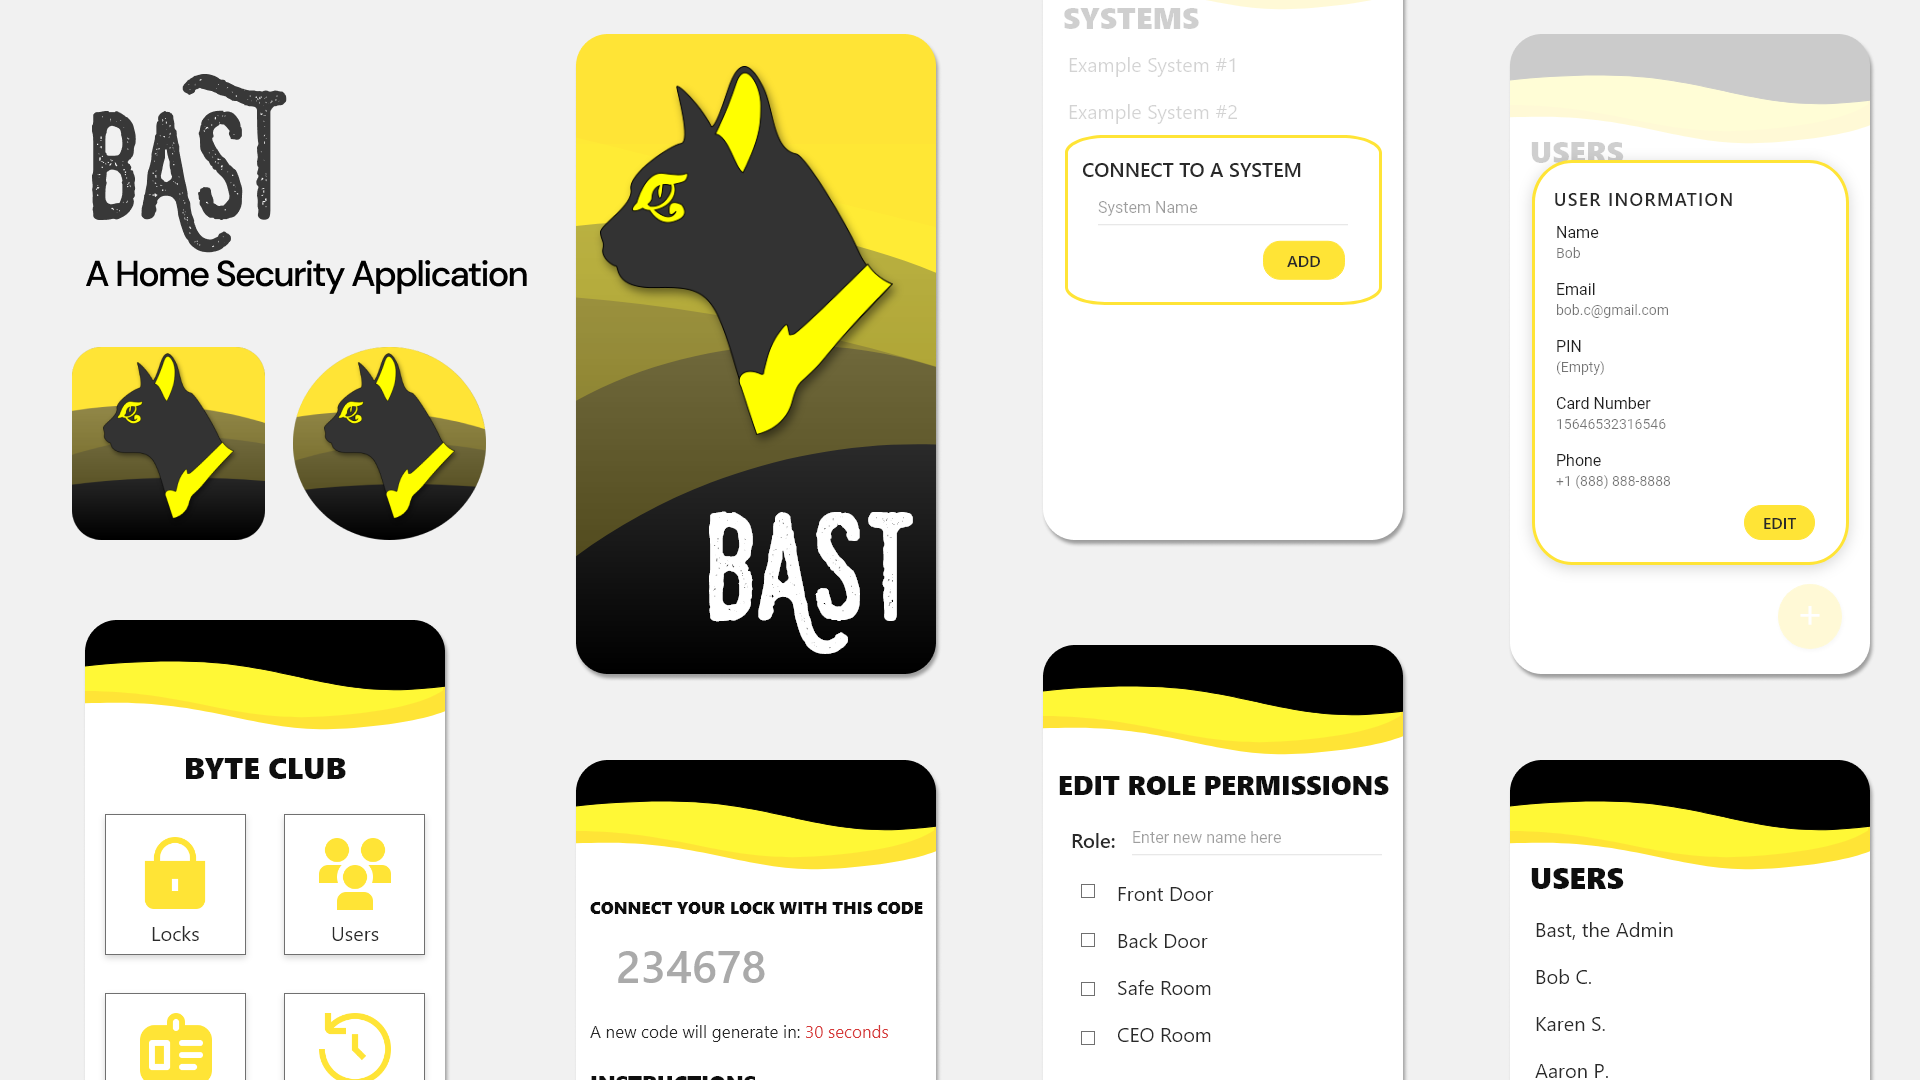 BAST
A Home Security Application
BYTE CLUB
Locks
Users
BAST
CONNECT YOUR LOCK WITH THIS CODE
234678
A new code will generate in: 30 seconds
INSTRUCTIONS
SYSTEMS
Example System #1
Example System #2
CONNECT TO A SYSTEM
System Name
ADD
EDIT ROLE PERMISSIONS
Role: Enter new name here
Front Door
Back Door
Safe Room
CEO Room
USERS
USER INORMATION
Name
Bob
Email
bob.c@gmail.com
PIN
(Empty)
Card Number
15646532316546
Phone
+1 (888) 888-8888
EDIT
+
USERS
Bast, the Admin
Bob C.
Karen S.
Aaron P.